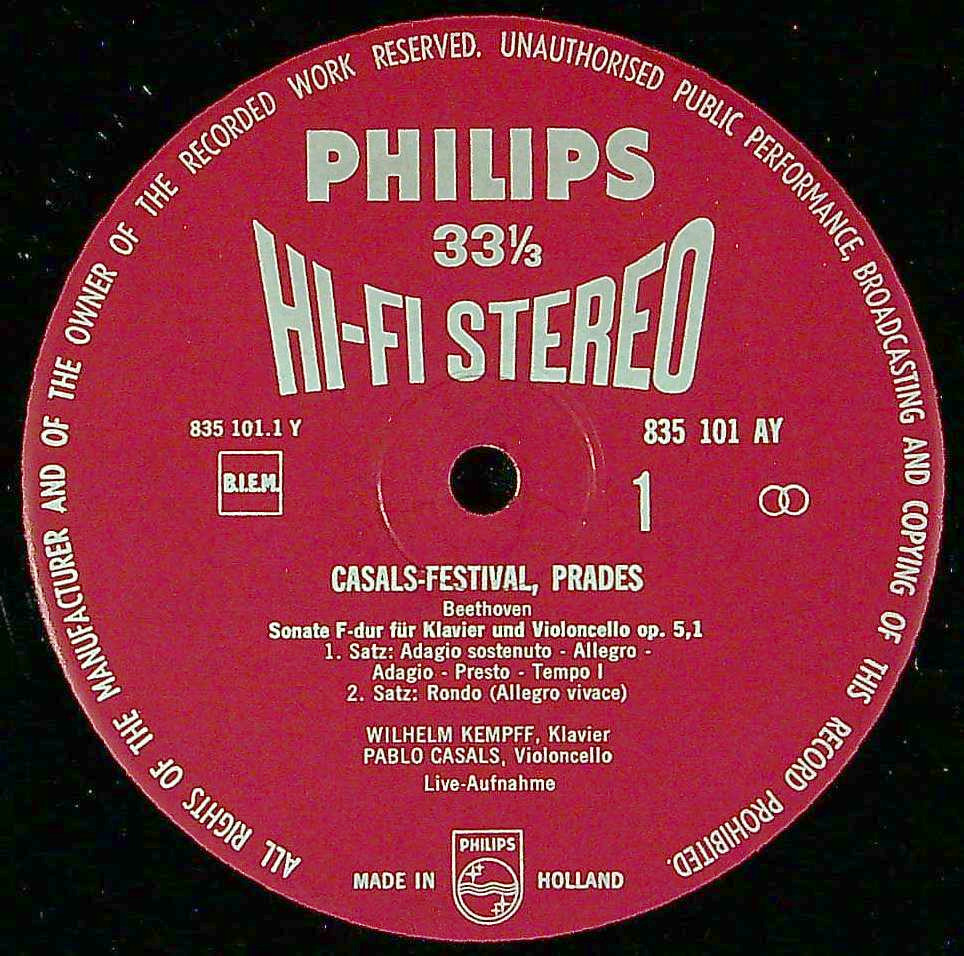 ALL RIGHTS OF THE MANUFACTURER AND OF THE OWNER OF THE RECORDED WORK RESERVED. UNAUTHORISED PUBLIC PERFORMANCE, BROADCASTING AND COPYING OF THIS RECORD PROHIBITED.
PHILIPS
33⅓
HI-FI STEREO
835 101.1 Y
835 101 AY
B.I.E.M.
1
CASALS-FESTIVAL, PRADES
Beethoven
Sonate F-dur für Klavier und Violoncello op. 5,1
1. Satz: Adagio sostenuto - Allegro -
Adagio - Presto - Tempo I
2. Satz: Rondo (Allegro vivace)
WILHELM KEMPFF, Klavier
PABLO CASALS, Violoncello
Live-Aufnahme
PHILIPS
MADE IN HOLLAND